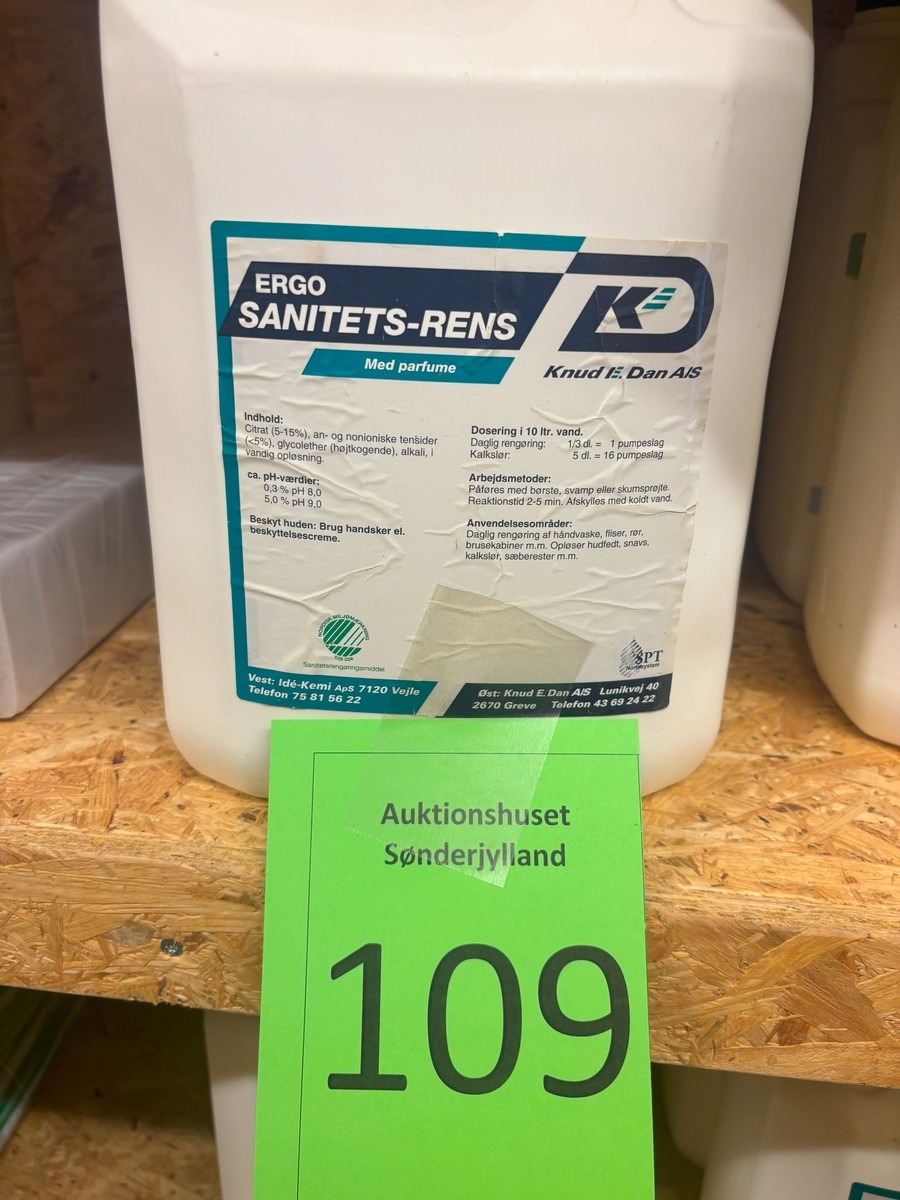 ERGO
SANITETS-RENS
Med parfume
KD
Knud E. Dan A/S
Indhold:
Citrat (5-15%), an- og nonioniske tensider
(<5%), glycolether (højtkogende), alkali, i
vandig opløsning.
ca. pH-værdier:
0,3 % pH 8,0
5,0 % pH 9,0
Beskyt huden: Brug handsker el.
beskyttelsescreme.
Dosering i 10 ltr. vand.
Daglig rengøring: 1/3 dl. = 1 pumpeslag
Kalkslør: 5 dl. = 16 pumpeslag
Arbejdsmetoder:
Påføres med børste, svamp eller skumsprøjte.
Reaktionstid 2-5 min. Afskylles med koldt vand.
Anvendelsesområder:
Daglig rengøring af håndvaske, fliser, rør,
brusekabiner m.m. Opløser hudfedt, snavs,
kalkslør, sæberester m.m.
NORDISK MILJØMÆRKNING
Sanitetsrengøringsmiddel
SPT
Vest: Idé-Kemi ApS 7120 Vejle
Telefon 75 81 56 22
Øst: Knud E. Dan A/S Lunikvej 40
2670 Greve Telefon 43 69 24 22
Auktionshuset
Sønderjylland
109